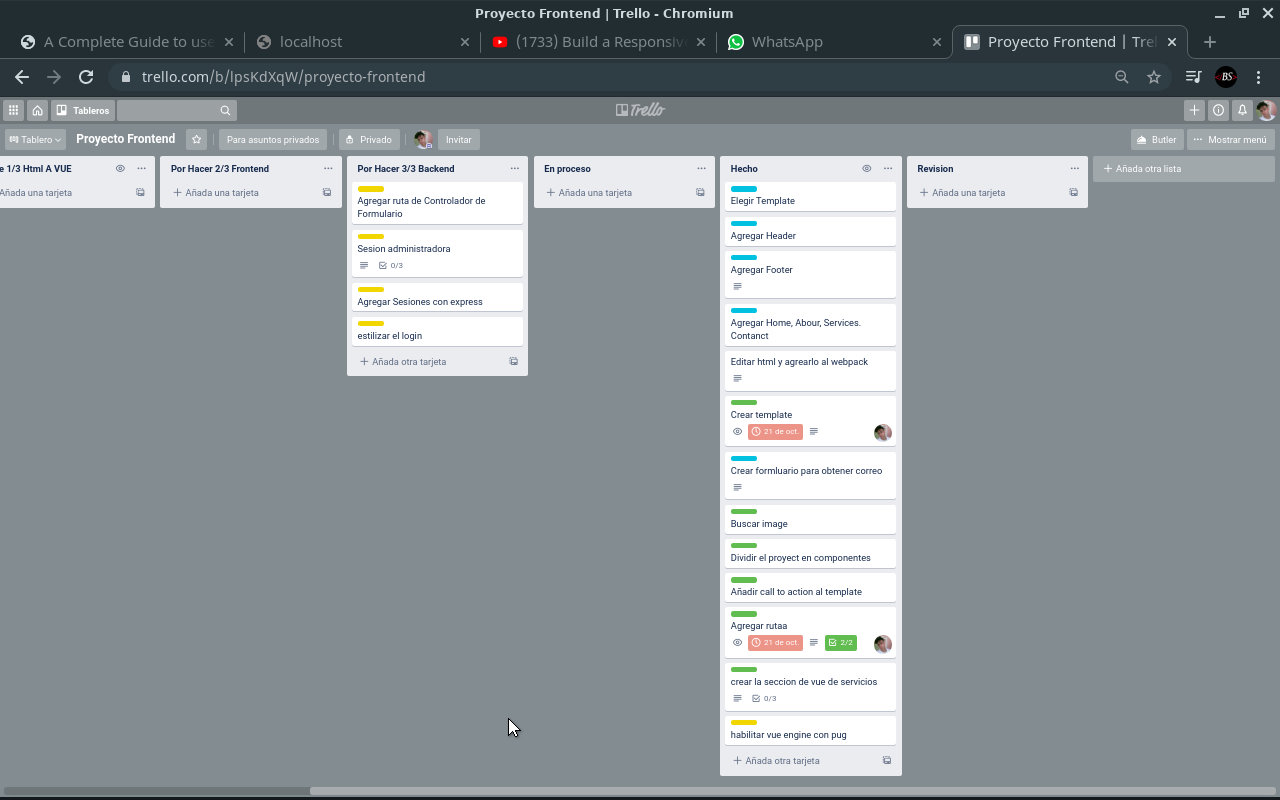 Proyecto Frontend | Trello - Chromium
A Complete Guide to use
localhost
(1733) Build a Responsiv
WhatsApp
Proyecto Frontend | Trel
trello.com/b/lpsKdXqW/proyecto-frontend
BS
Tableros
Trello
Tablero
Proyecto Frontend
Para asuntos privados
Privado
Invitar
Butler
Mostrar menú
e 1/3 Html A VUE
Añada una tarjeta
Por Hacer 2/3 Frontend
Añada una tarjeta
Por Hacer 3/3 Backend
Agregar ruta de Controlador de
Formulario
Sesion administradora
0/3
Agregar Sesiones con express
estilizar el login
Añada otra tarjeta
En proceso
Añada una tarjeta
Hecho
Elegir Template
Agregar Header
Agregar Footer
Agregar Home, Abour, Services.
Contanct
Editar html y agrearlo al webpack
Crear template
21 de oct.
Crear formluario para obtener correo
Buscar image
Dividir el proyect en componentes
Añadir call to action al template
Agregar rutaa
21 de oct.
2/2
crear la seccion de vue de servicios
0/3
habilitar vue engine con pug
Añada otra tarjeta
Revision
Añada una tarjeta
Añada otra lista